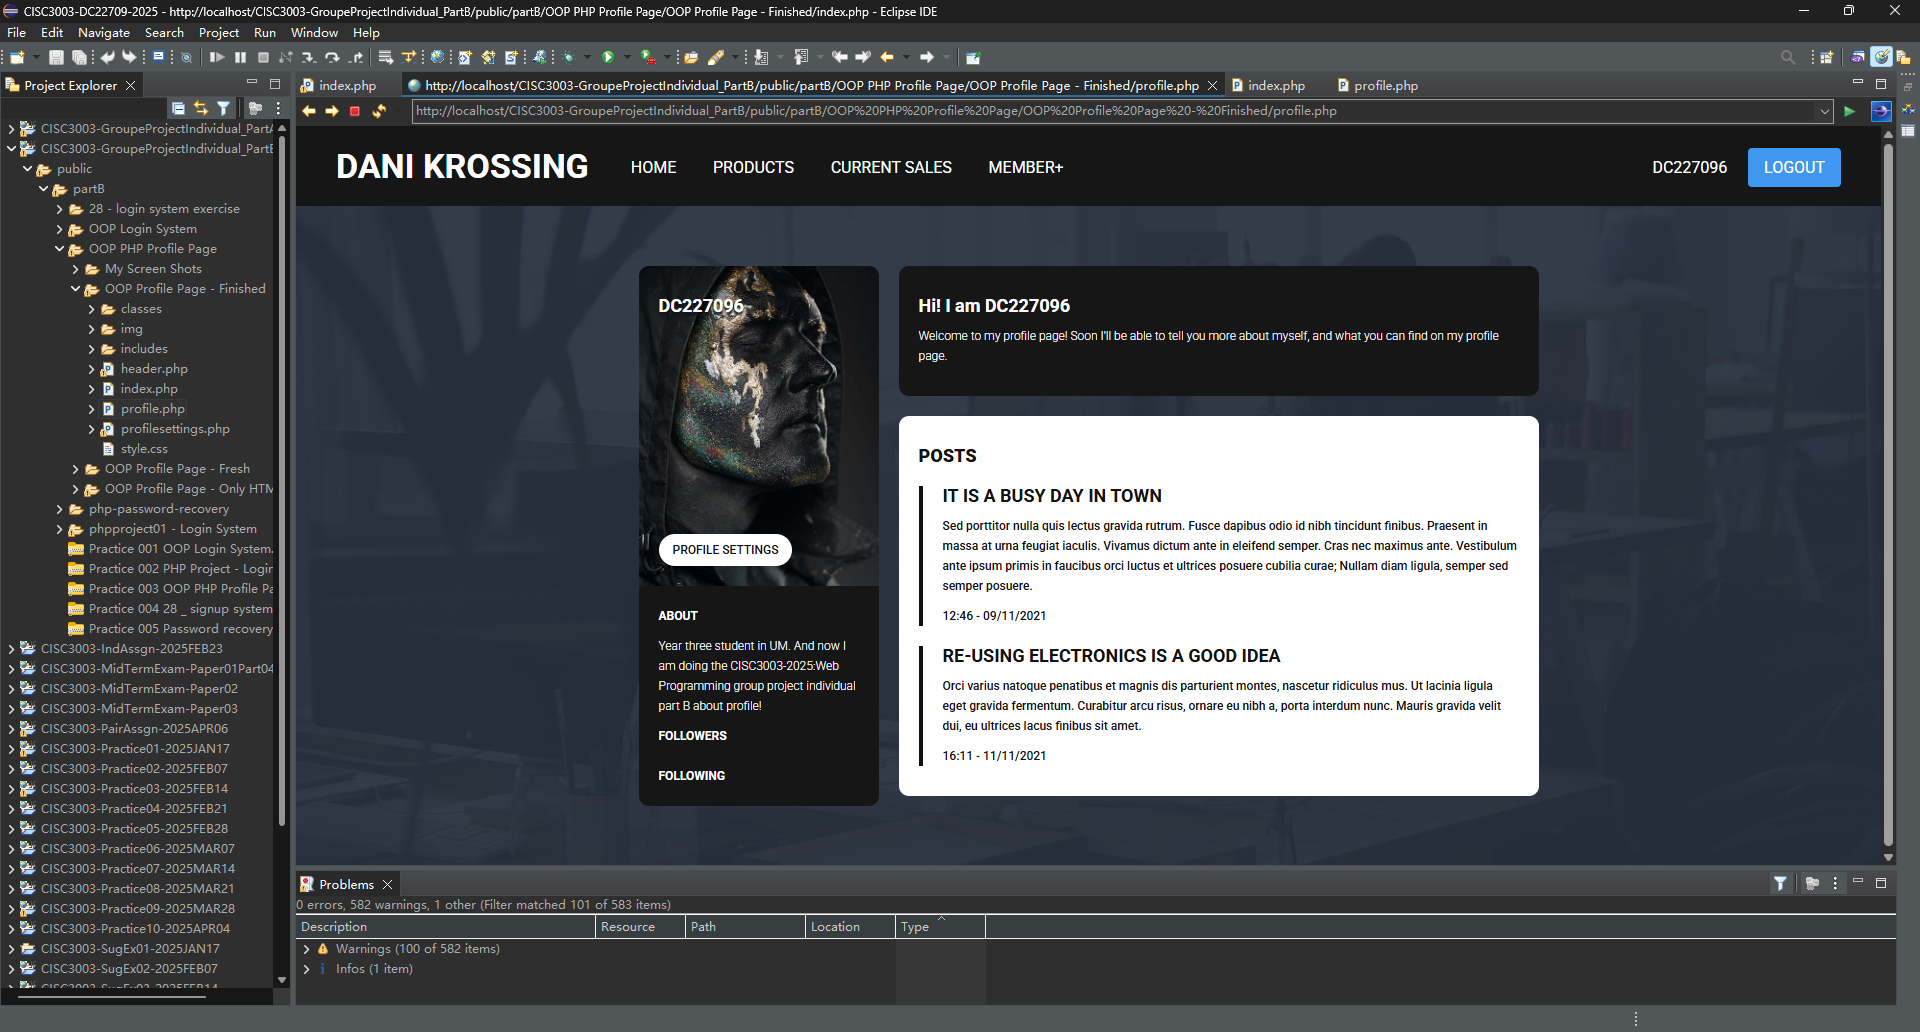 CISC3003-DC22709-2025 - http://localhost/CISC3003-GroupeProjectIndividual_PartB/public/partB/OOP PHP Profile Page/OOP Profile Page - Finished/index.php - Eclipse IDE
File Edit Navigate Search Project Run Window Help
Project Explorer
index.php
http://localhost/CISC3003-GroupeProjectIndividual_PartB/public/partB/OOP PHP Profile Page/OOP Profile Page - Finished/profile.php
index.php
profile.php
http://localhost/CISC3003-GroupeProjectIndividual_PartB/public/partB/OOP%20PHP%20Profile%20Page/OOP%20Profile%20Page%20-%20Finished/profile.php
CISC3003-GroupeProjectIndividual_PartA
CISC3003-GroupeProjectIndividual_PartB
public
partB
28 - login system exercise
OOP Login System
OOP PHP Profile Page
My Screen Shots
OOP Profile Page - Finished
classes
img
includes
header.php
index.php
profile.php
profilesettings.php
style.css
OOP Profile Page - Fresh
OOP Profile Page - Only HTM
php-password-recovery
phpproject01 - Login System
Practice 001 OOP Login System.
Practice 002 PHP Project - Login
Practice 003 OOP PHP Profile Pa
Practice 004 28 _ signup system
Practice 005 Password recovery
CISC3003-IndAssgn-2025FEB23
CISC3003-MidTermExam-Paper01Part04
CISC3003-MidTermExam-Paper02
CISC3003-MidTermExam-Paper03
CISC3003-PairAssgn-2025APR06
CISC3003-Practice01-2025JAN17
CISC3003-Practice02-2025FEB07
CISC3003-Practice03-2025FEB14
CISC3003-Practice04-2025FEB21
CISC3003-Practice05-2025FEB28
CISC3003-Practice06-2025MAR07
CISC3003-Practice07-2025MAR14
CISC3003-Practice08-2025MAR21
CISC3003-Practice09-2025MAR28
CISC3003-Practice10-2025APR04
CISC3003-SugEx01-2025JAN17
CISC3003-SugEx02-2025FEB07
CISC3003-SugEx03-2025FEB14
DANI KROSSING
HOME PRODUCTS CURRENT SALES MEMBER+
DC227096 LOGOUT
DC227096
PROFILE SETTINGS
ABOUT
Year three student in UM. And now I
am doing the CISC3003-2025:Web
Programming group project individual
part B about profile!
FOLLOWERS
FOLLOWING
Hi! I am DC227096
Welcome to my profile page! Soon I'll be able to tell you more about myself, and what you can find on my profile
page.
POSTS
IT IS A BUSY DAY IN TOWN
Sed porttitor nulla quis lectus gravida rutrum. Fusce dapibus odio id nibh tincidunt finibus. Praesent in
massa at urna feugiat iaculis. Vivamus dictum ante in eleifend semper. Cras nec maximus ante. Vestibulum
ante ipsum primis in faucibus orci luctus et ultrices posuere cubilia curae; Nullam diam ligula, semper sed
semper posuere.
12:46 - 09/11/2021
RE-USING ELECTRONICS IS A GOOD IDEA
Orci varius natoque penatibus et magnis dis parturient montes, nascetur ridiculus mus. Ut lacinia ligula
eget gravida fermentum. Curabitur arcu risus, ornare eu nibh a, porta interdum nunc. Mauris gravida velit
dui, eu ultrices lacus finibus sit amet.
16:11 - 11/11/2021
Problems
0 errors, 582 warnings, 1 other (Filter matched 101 of 583 items)
Description Resource Path Location Type
Warnings (100 of 582 items)
Infos (1 item)